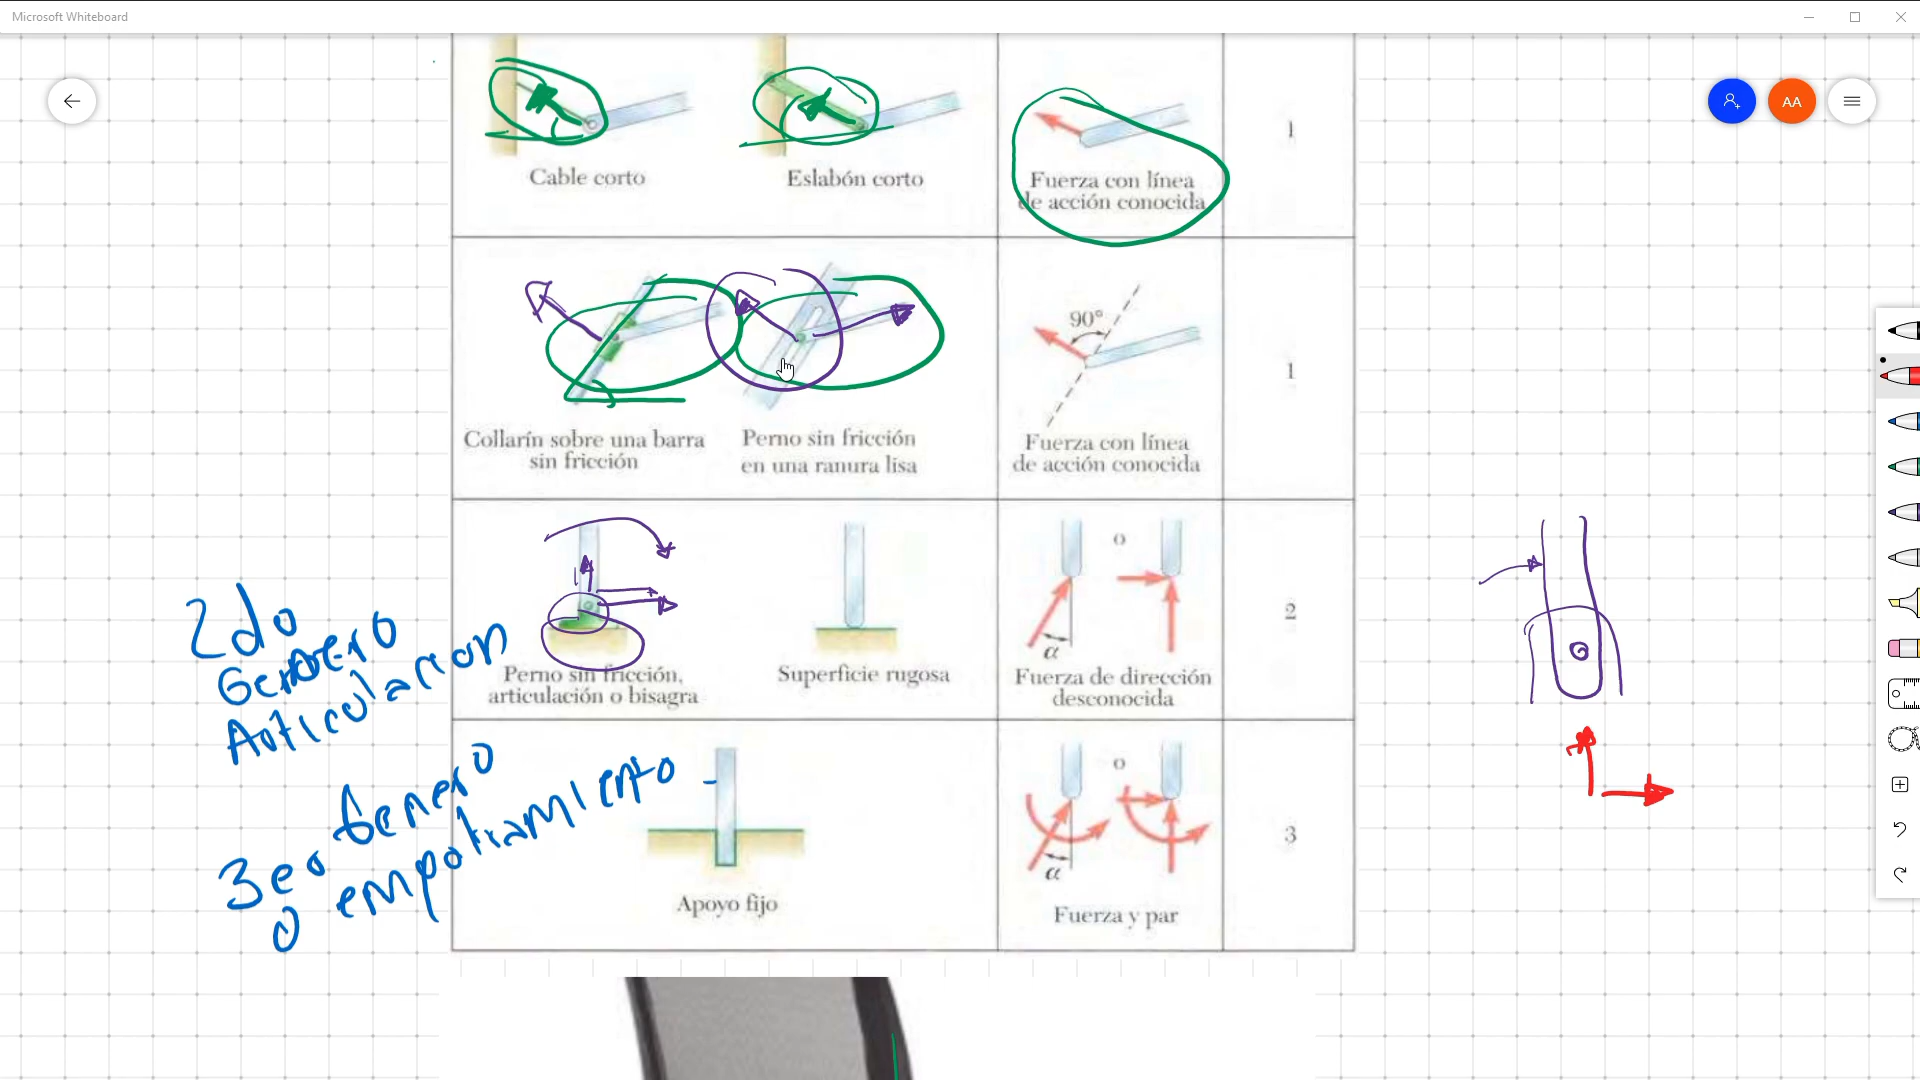 Microsoft Whiteboard
AA
Cable corto
Eslabón corto
Fuerza con línea
de acción conocida
1
90°
Collarín sobre una barra
sin fricción
Perno sin fricción
en una ranura lisa
Fuerza con línea
de acción conocida
1
Perno sin fricción,
articulación o bisagra
Superficie rugosa
o
α
Fuerza de dirección
desconocida
2
2do
Genero
Articulacion
3er Genero
o empotramiento
Apoyo fijo
o
α
Fuerza y par
3